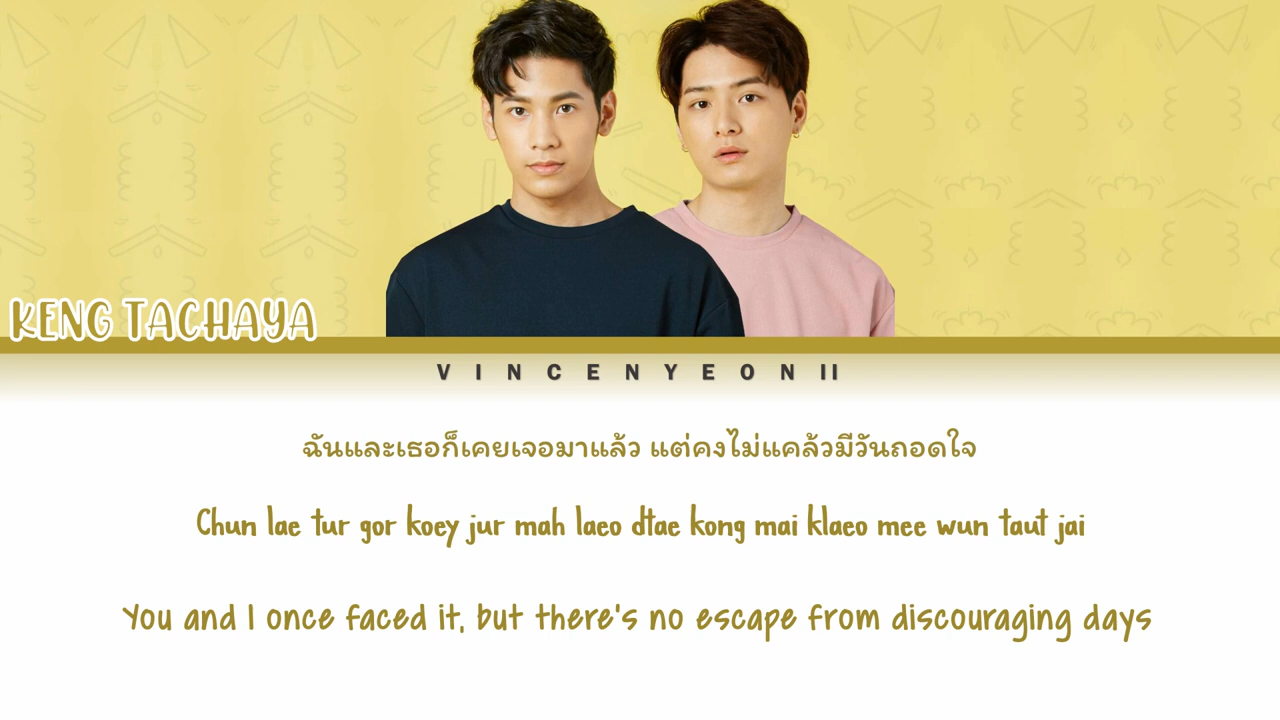 KENG TACHAYA
VINCENYEON II
ฉันและเธอก็เคยเจอมาแล้ว แต่คงไม่แคล้วมีวันถอดใจ
Chun lae tur gor koey jur mah laeo dtae kong mai klaeo mee wun taut jai
You and I once faced it, but there's no escape from discouraging days